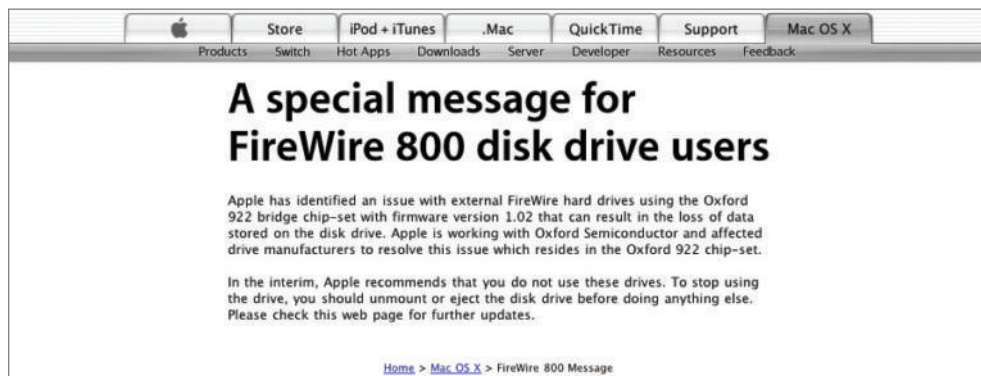 Store iPod + iTunes .Mac QuickTime Support Mac OS X
Products Switch Hot Apps Downloads Server Developer Resources Feedback
A special message for
FireWire 800 disk drive users
Apple has identified an issue with external FireWire hard drives using the Oxford
922 bridge chip-set with firmware version 1.02 that can result in the loss of data
stored on the disk drive. Apple is working with Oxford Semiconductor and affected
drive manufacturers to resolve this issue which resides in the Oxford 922 chip-set.
In the interim, Apple recommends that you do not use these drives. To stop using
the drive, you should unmount or eject the disk drive before doing anything else.
Please check this web page for further updates.
Home > Mac OS X > FireWire 800 Message